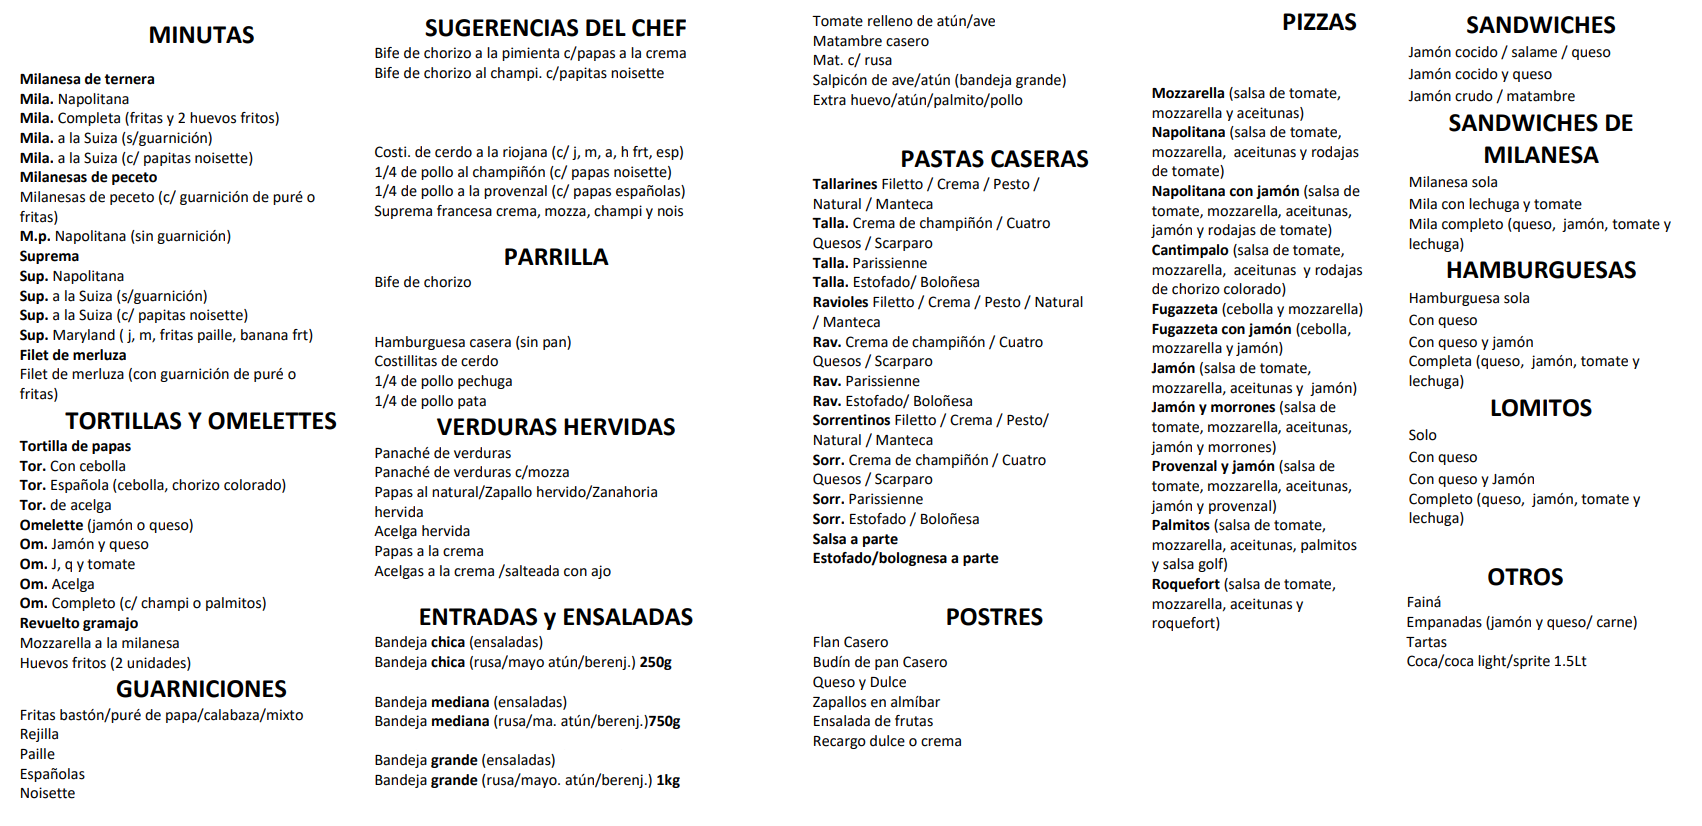 MINUTAS
Milanesa de ternera
Mila. Napolitana
Mila. Completa (fritas y 2 huevos fritos)
Mila. a la Suiza (s/guarnición)
Mila. a la Suiza (c/ papitas noisette)
Milanesas de peceto
Milanesas de peceto (c/ guarnición de puré o
fritas)
M.p. Napolitana (sin guarnición)
Suprema
Sup. Napolitana
Sup. a la Suiza (s/guarnición)
Sup. a la Suiza (c/ papitas noisette)
Sup. Maryland ( j, m, fritas paille, banana frt)
Filet de merluza
Filet de merluza (con guarnición de puré o
fritas)
TORTILLAS Y OMELETTES
Tortilla de papas
Tor. Con cebolla
Tor. Española (cebolla, chorizo colorado)
Tor. de acelga
Omelette (jamón o queso)
Om. Jamón y queso
Om. J, q y tomate
Om. Acelga
Om. Completo (c/ champi o palmitos)
Revuelto gramajo
Mozzarella a la milanesa
Huevos fritos (2 unidades)
GUARNICIONES
Fritas bastón/puré de papa/calabaza/mixto
Rejilla
Paille
Españolas
Noisette
SUGERENCIAS DEL CHEF
Bife de chorizo a la pimienta c/papas a la crema
Bife de chorizo al champi. c/papitas noisette
Costi. de cerdo a la riojana (c/ j, m, a, h frt, esp)
1/4 de pollo al champiñón (c/ papas noisette)
1/4 de pollo a la provenzal (c/ papas españolas)
Suprema francesa crema, mozza, champi y nois
PARRILLA
Bife de chorizo
Hamburguesa casera (sin pan)
Costillitas de cerdo
1/4 de pollo pechuga
1/4 de pollo pata
VERDURAS HERVIDAS
Panaché de verduras
Panaché de verduras c/mozza
Papas al natural/Zapallo hervido/Zanahoria
hervida
Acelga hervida
Papas a la crema
Acelgas a la crema /salteada con ajo
ENTRADAS y ENSALADAS
Bandeja chica (ensaladas)
Bandeja chica (rusa/mayo atún/berenj.) 250g
Bandeja mediana (ensaladas)
Bandeja mediana (rusa/ma. atún/berenj.)750g
Bandeja grande (ensaladas)
Bandeja grande (rusa/mayo. atún/berenj.) 1kg
Tomate relleno de atún/ave
Matambre casero
Mat. c/ rusa
Salpicón de ave/atún (bandeja grande)
Extra huevo/atún/palmito/pollo
PASTAS CASERAS
Tallarines Filetto / Crema / Pesto /
Natural / Manteca
Talla. Crema de champiñón / Cuatro
Quesos / Scarparo
Talla. Parissienne
Talla. Estofado/ Boloñesa
Ravioles Filetto / Crema / Pesto / Natural
/ Manteca
Rav. Crema de champiñón / Cuatro
Quesos / Scarparo
Rav. Parissienne
Rav. Estofado/ Boloñesa
Sorrentinos Filetto / Crema / Pesto/
Natural / Manteca
Sorr. Crema de champiñón / Cuatro
Quesos / Scarparo
Sorr. Parissienne
Sorr. Estofado / Boloñesa
Salsa a parte
Estofado/bolognesa a parte
POSTRES
Flan Casero
Budín de pan Casero
Queso y Dulce
Zapallos en almíbar
Ensalada de frutas
Recargo dulce o crema
PIZZAS
Mozzarella (salsa de tomate,
mozzarella y aceitunas)
Napolitana (salsa de tomate,
mozzarella, aceitunas y rodajas
de tomate)
Napolitana con jamón (salsa de
tomate, mozzarella, aceitunas,
jamón y rodajas de tomate)
Cantimpalo (salsa de tomate,
mozzarella, aceitunas y rodajas
de chorizo colorado)
Fugazzeta (cebolla y mozzarella)
Fugazzeta con jamón (cebolla,
mozzarella y jamón)
Jamón (salsa de tomate,
mozzarella, aceitunas y jamón)
Jamón y morrones (salsa de
tomate, mozzarella, aceitunas,
jamón y morrones)
Provenzal y jamón (salsa de
tomate, mozzarella, aceitunas,
jamón y provenzal)
Palmitos (salsa de tomate,
mozzarella, aceitunas, palmitos
y salsa golf)
Roquefort (salsa de tomate,
mozzarella, aceitunas y
roquefort)
SANDWICHES
Jamón cocido / salame / queso
Jamón cocido y queso
Jamón crudo / matambre
SANDWICHES DE
MILANESA
Milanesa sola
Mila con lechuga y tomate
Mila completo (queso, jamón, tomate y
lechuga)
HAMBURGUESAS
Hamburguesa sola
Con queso
Con queso y jamón
Completa (queso, jamón, tomate y
lechuga)
LOMITOS
Solo
Con queso
Con queso y Jamón
Completo (queso, jamón, tomate y
lechuga)
OTROS
Fainá
Empanadas (jamón y queso/ carne)
Tartas
Coca/coca light/sprite 1.5Lt